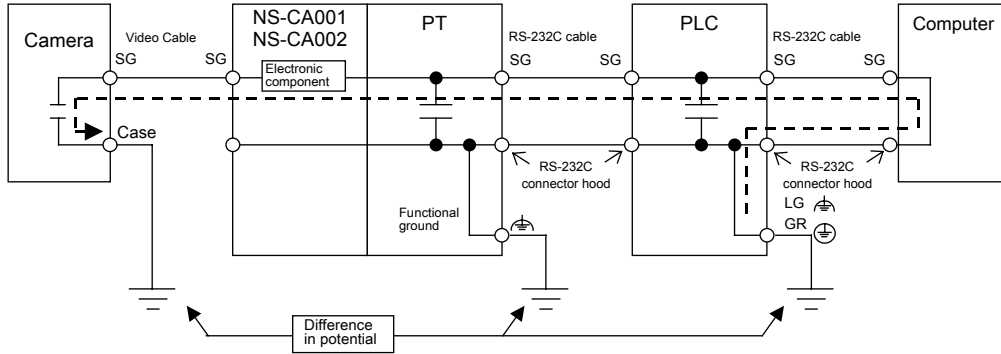 Camera
NS-CA001
NS-CA002
PT
PLC
Computer
Video Cable
RS-232C cable
RS-232C cable
SG
SG
SG
SG
SG
SG
Electronic
component
Case
RS-232C
connector hood
RS-232C
connector hood
Functional
ground
LG
GR
Difference
in potential